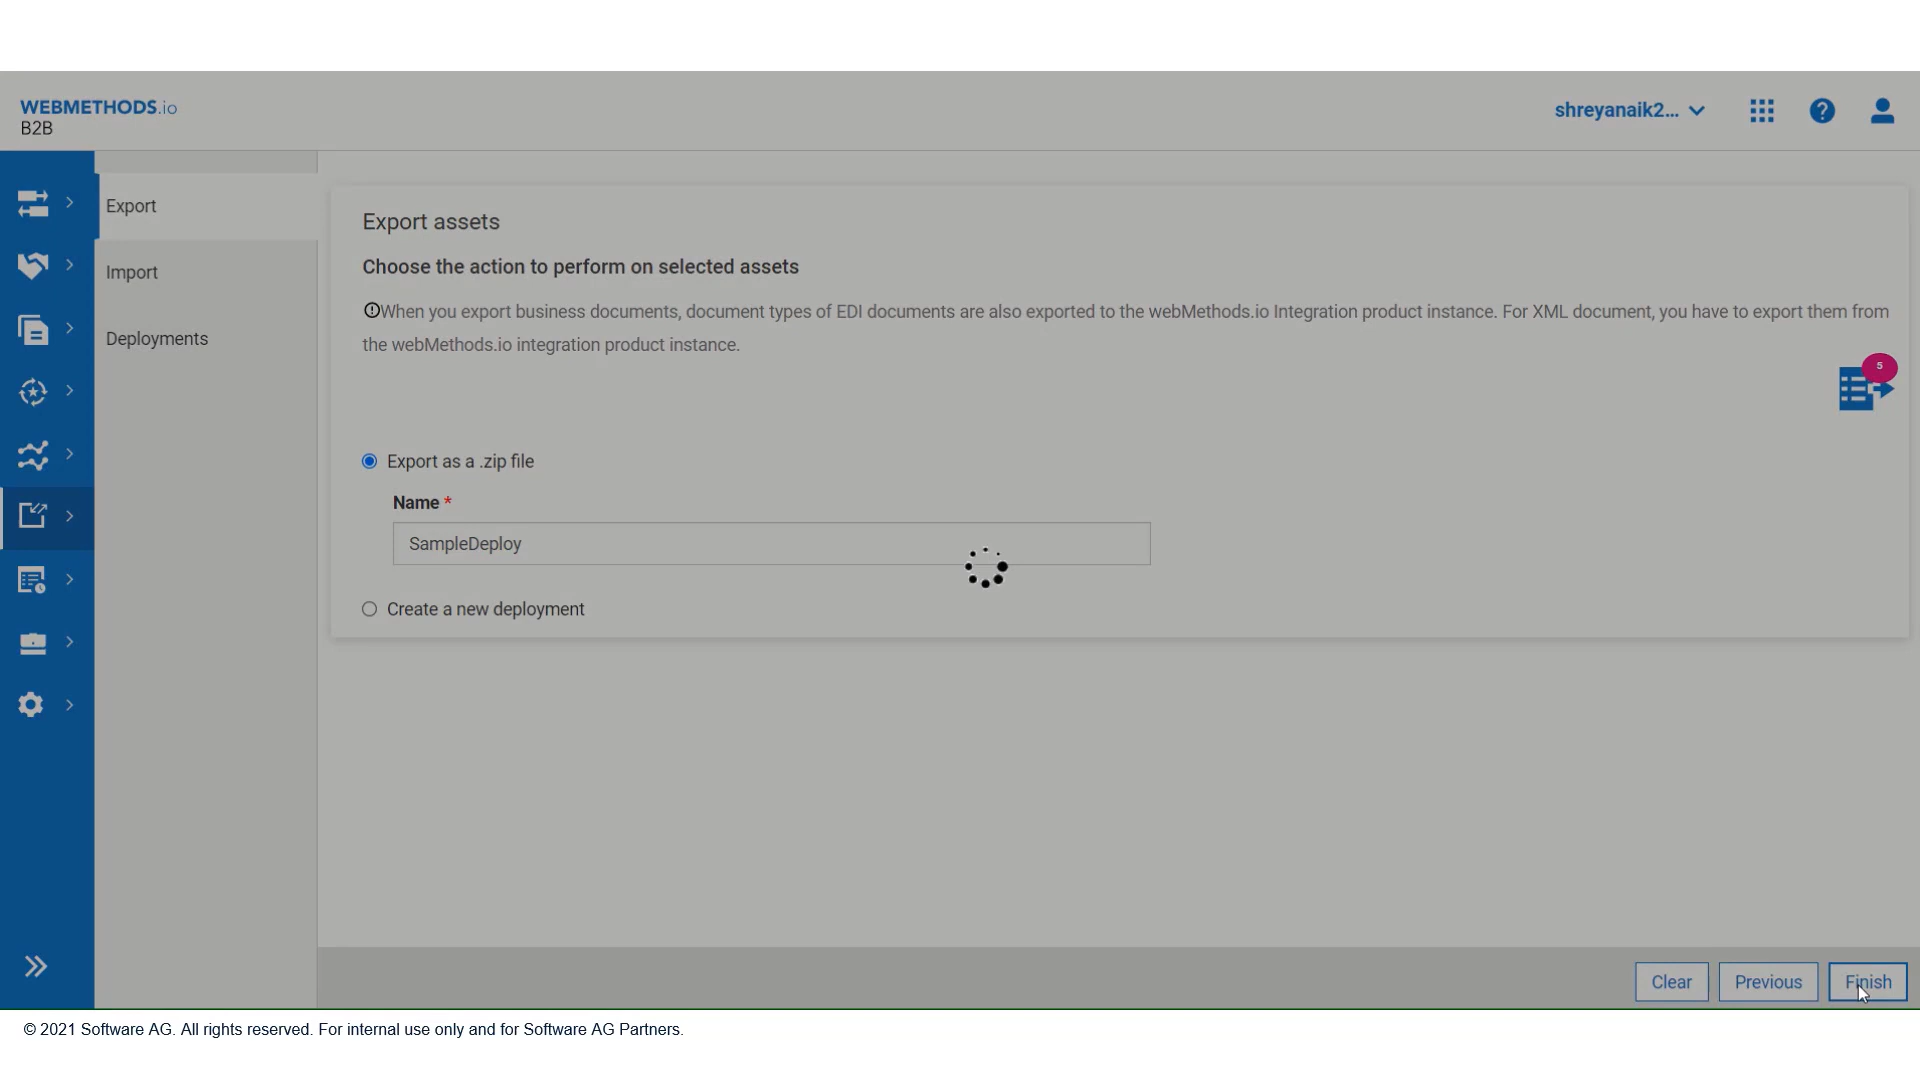 WEBMETHODS.io
B2B
shreyanaik2...
Export
Import
Deployments
Export assets
Choose the action to perform on selected assets
When you export business documents, document types of EDI documents are also exported to the webMethods.io Integration product instance. For XML document, you have to export them from
the webMethods.io integration product instance.
5
Export as a .zip file
Name *
SampleDeploy
Create a new deployment
Clear
Previous
Finish
© 2021 Software AG. All rights reserved. For internal use only and for Software AG Partners.